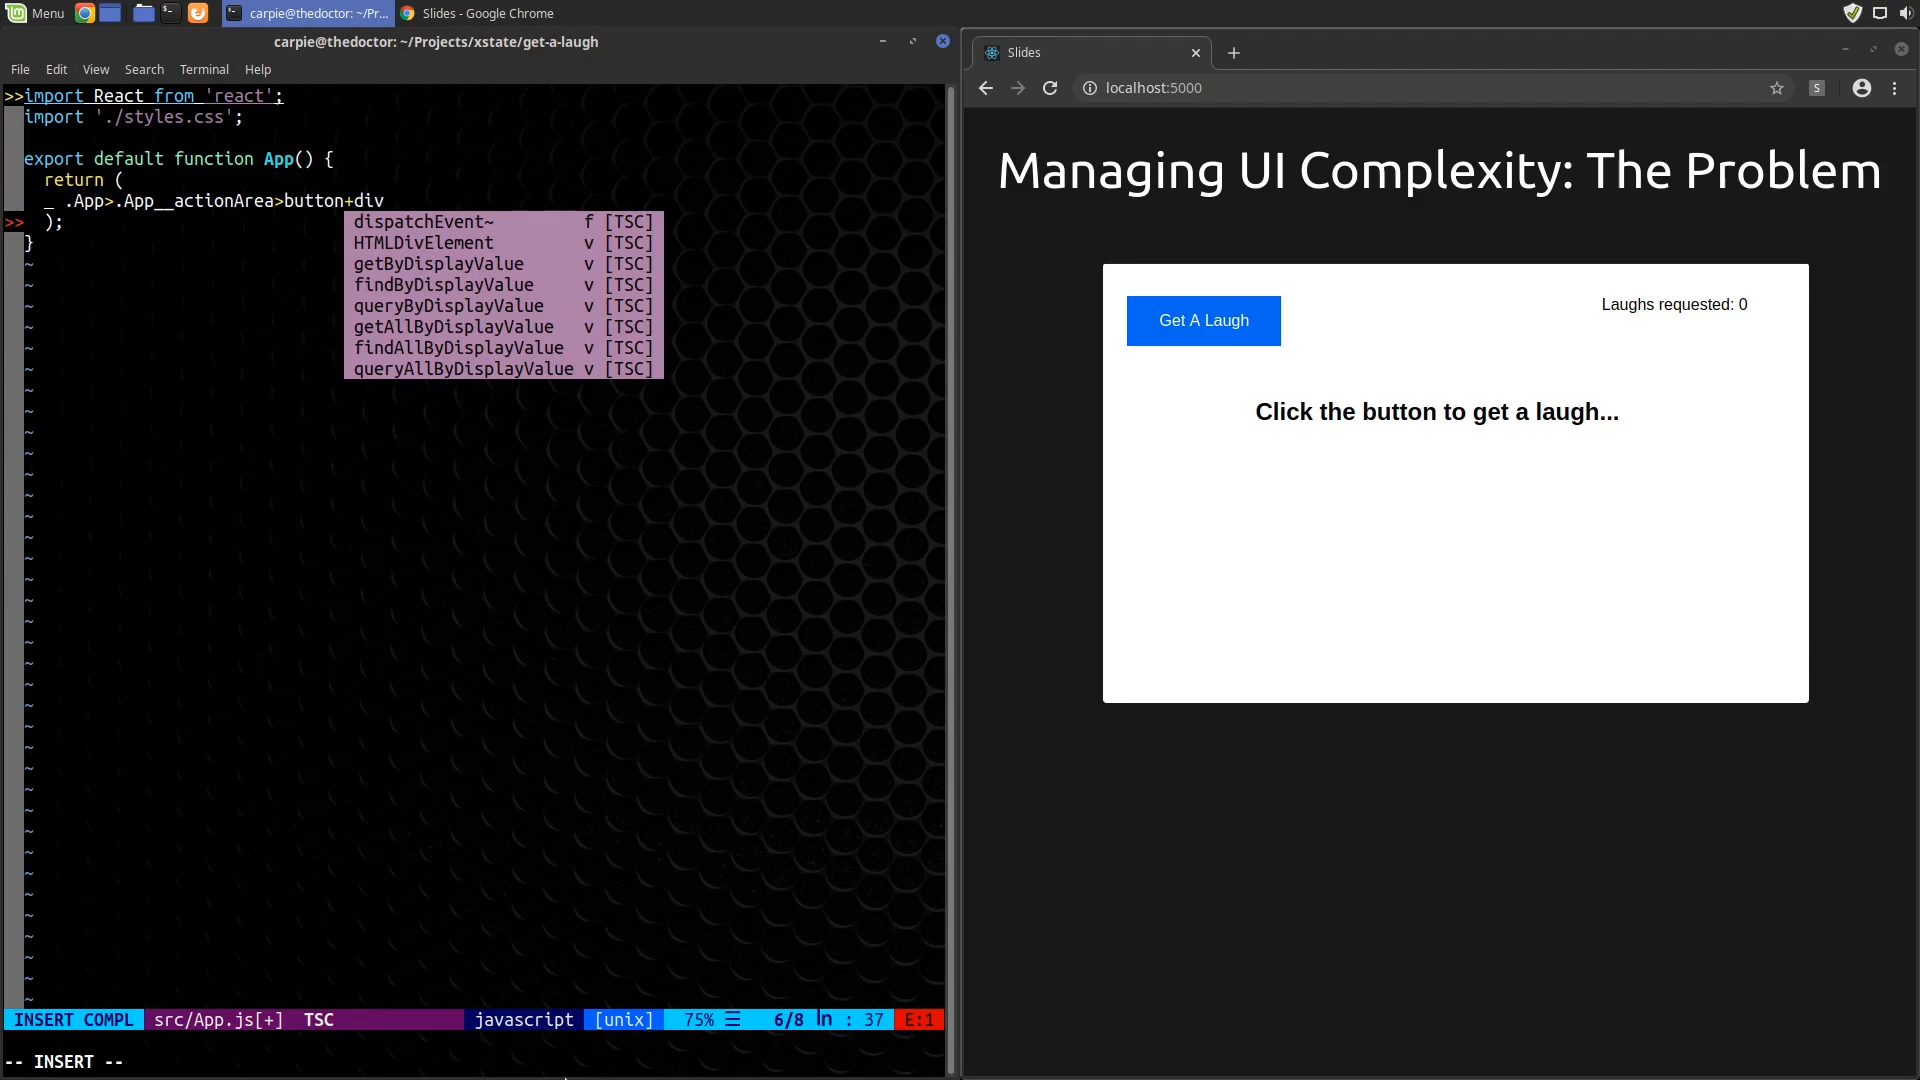 Menu
carpie@thedoctor: ~/Pr...
Slides - Google Chrome
carpie@thedoctor: ~/Projects/xstate/get-a-laugh
File Edit View Search Terminal Help
>>import React from 'react';
import './styles.css';
export default function App() {
return (
_ .App>.App__actionArea>button+div
>> );
}
dispatchEvent~ f [TSC]
HTMLDivElement v [TSC]
getByDisplayValue v [TSC]
findByDisplayValue v [TSC]
queryByDisplayValue v [TSC]
getAllByDisplayValue v [TSC]
findAllByDisplayValue v [TSC]
queryAllByDisplayValue v [TSC]
INSERT COMPL src/App.js[+] TSC javascript [unix] 75% ☰ 6/8 ln : 37 E:1
-- INSERT --
Slides
localhost:5000
S
Managing UI Complexity: The Problem
Get A Laugh
Laughs requested: 0
Click the button to get a laugh...